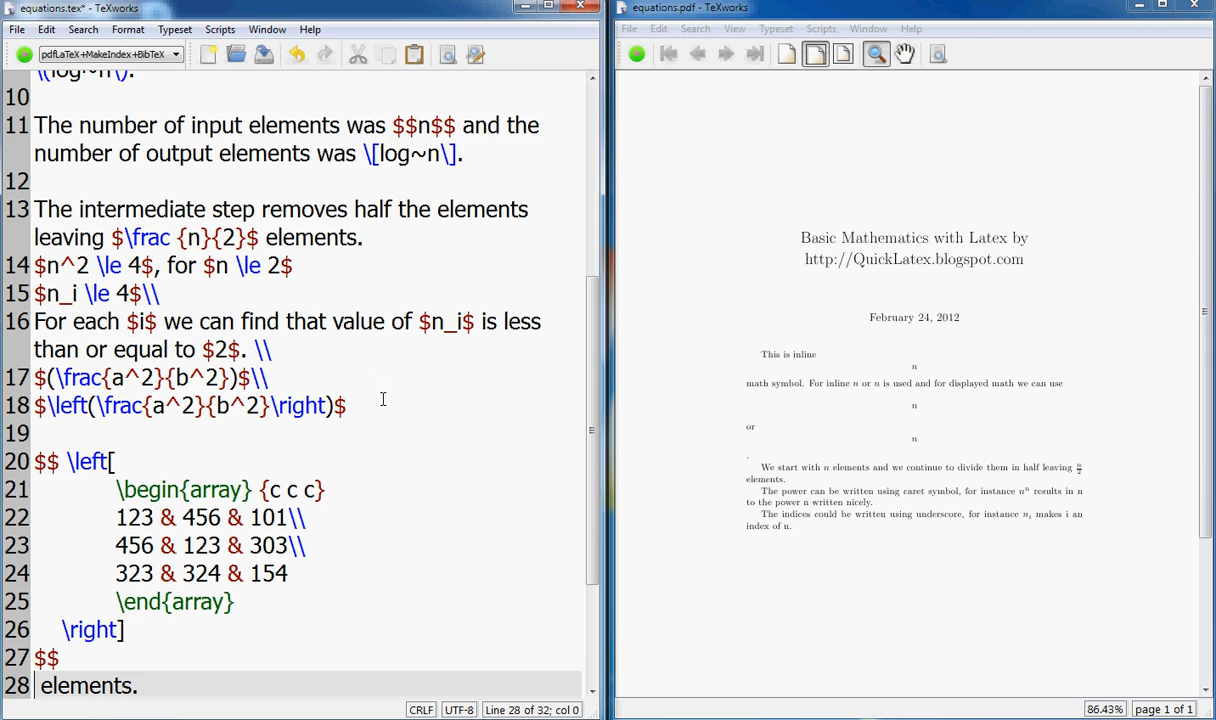 equations.tex* - TeXworks
File Edit Search Format Typeset Scripts Window Help
pdfLaTeX+MakeIndex+BibTeX
\(log~n\).
10
11 The number of input elements was $$n$$ and the
number of output elements was \[log~n\].
12
13 The intermediate step removes half the elements
leaving $\frac {n}{2}$ elements.
14 $n^2 \le 4$, for $n \le 2$
15 $n_i \le 4$\\
16 For each $i$ we can find that value of $n_i$ is less
than or equal to $2$. \\
17 $(\frac{a^2}{b^2})$\\
18 $\left(\frac{a^2}{b^2}\right)$
19
20 $$ \left[
21 \begin{array} {c c c}
22 123 & 456 & 101\\
23 456 & 123 & 303\\
24 323 & 324 & 154
25 \end{array}
26 \right]
27 $$
28 elements.
CRLF UTF-8 Line 28 of 32; col 0
equations.pdf - TeXworks
File Edit Search View Typeset Scripts Window Help
Basic Mathematics with Latex by
http://QuickLatex.blogspot.com
February 24, 2012
This is inline
n
math symbol. For inline n or n is used and for displayed math we can use
n
or
n
.
We start with n elements and we continue to divide them in half leaving n/2
elements.
The power can be written using caret symbol, for instance nⁿ results in n
to the power n written nicely.
The indices could be written using underscore, for instance nᵢ makes i an
index of n.
86.43% page 1 of 1